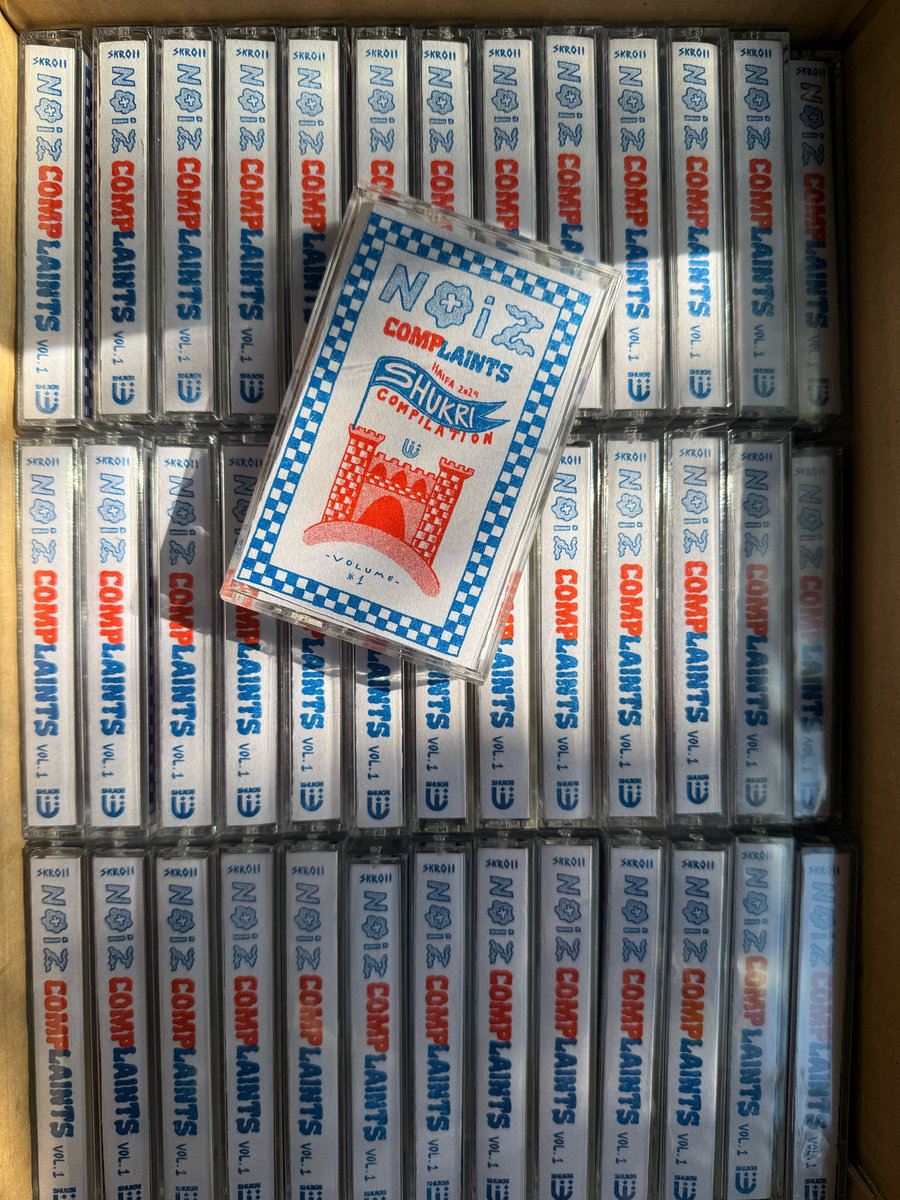 NOiZ
COMPLAINTS
HAIFA 2024
SHUKRI
COMPILATION
-VOLUME-
#1
SKR011
NOiZ COMPLAINTS VOL. 1
SHUKRI